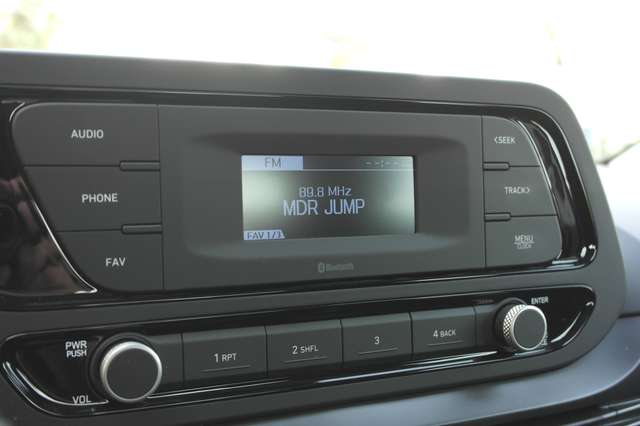 AUDIO
PHONE
FAV
FM --:--
89.8 MHz
MDR JUMP
FAV 1/3
Bluetooth
<SEEK
TRACK>
MENU
CLOCK
PWR
PUSH
VOL
1 RPT
2 SHFL
3
4 BACK
ENTER